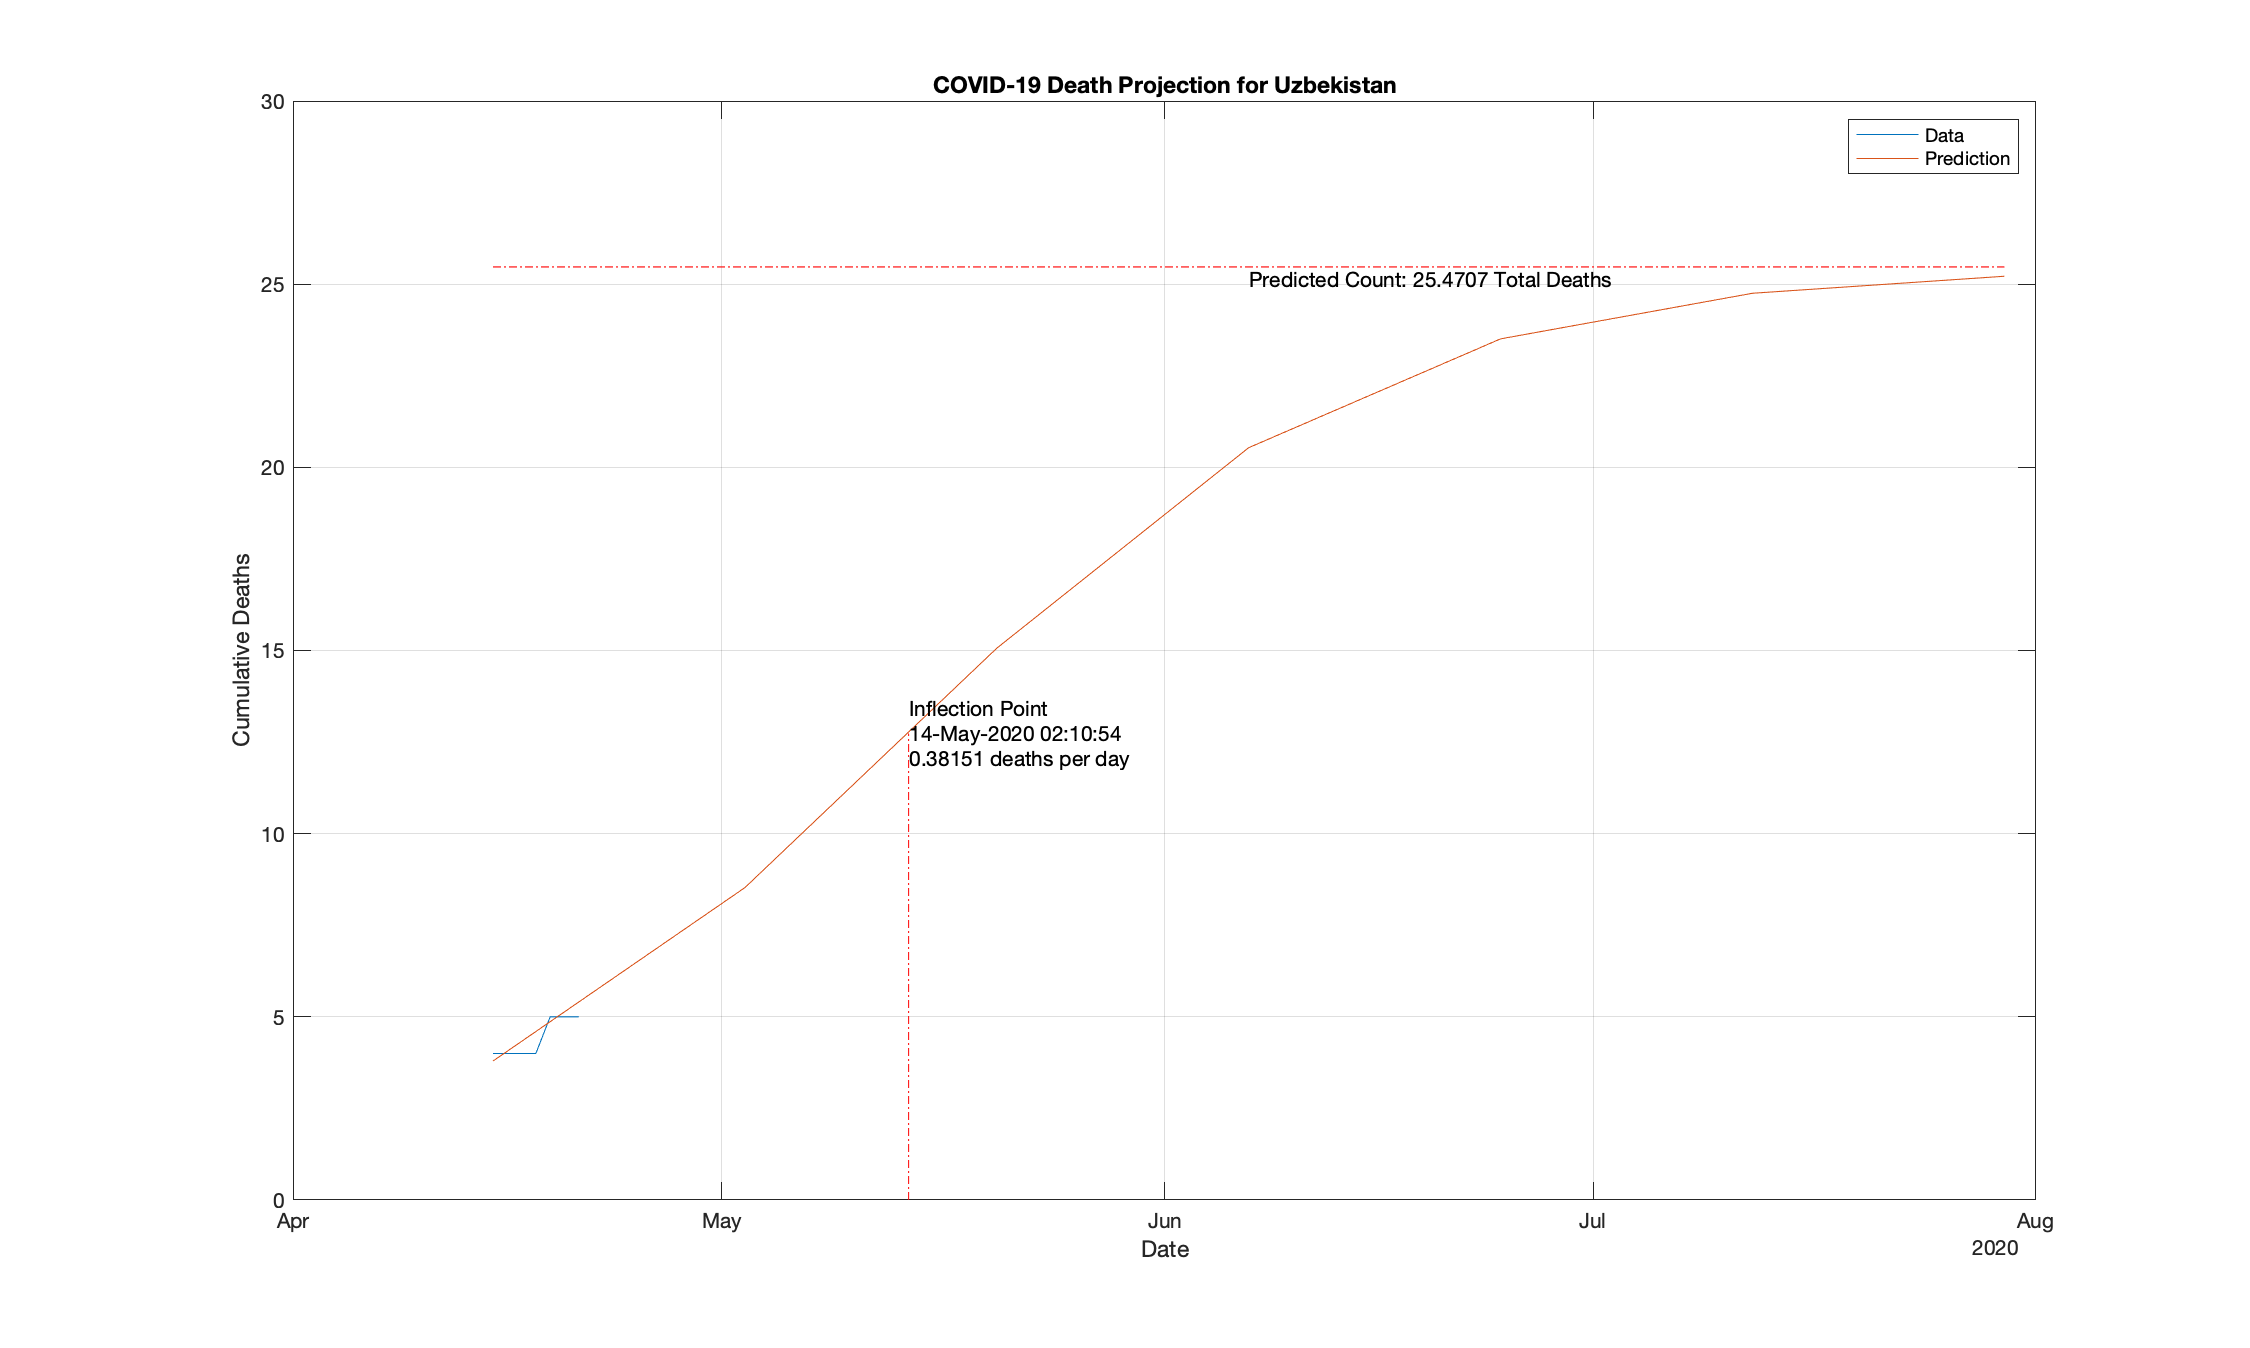 COVID-19 Death Projection for Uzbekistan
30
25
20
15
10
5
0
Cumulative Deaths
Data
Prediction
Predicted Count: 25.4707 Total Deaths
Inflection Point
14-May-2020 02:10:54
0.38151 deaths per day
Apr
May
Jun
Jul
Aug
Date
2020